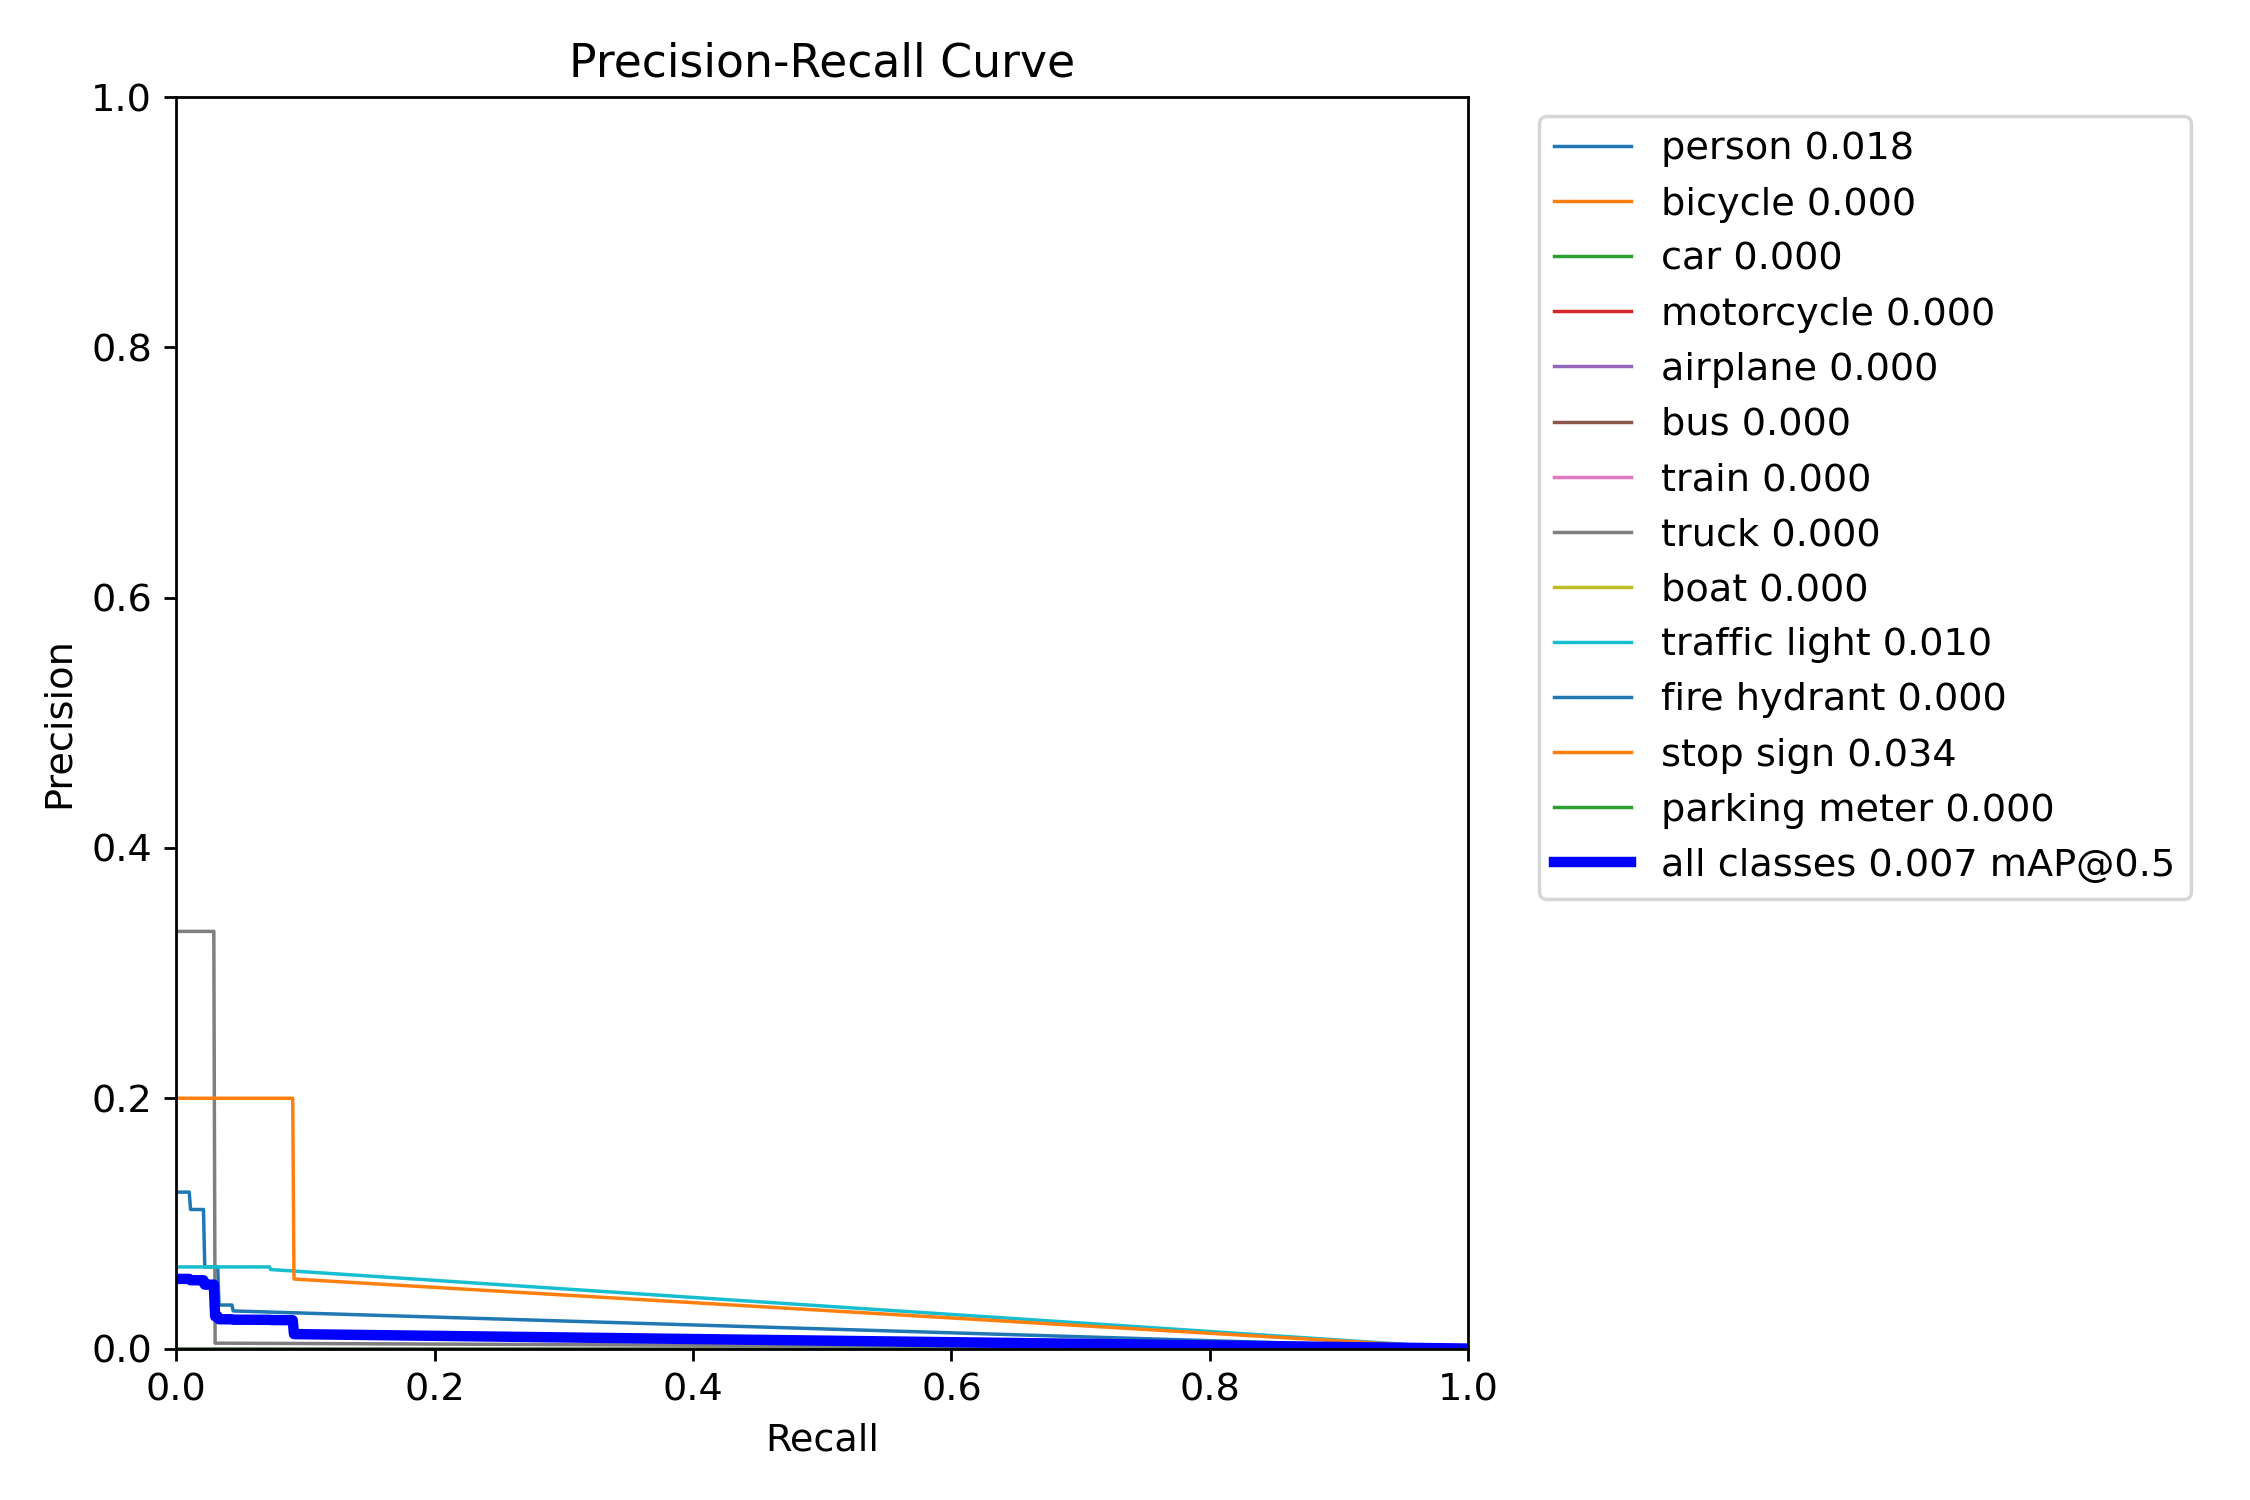 Precision-Recall Curve
1.0
0.8
0.6
0.4
0.2
0.0
Precision
0.0 0.2 0.4 0.6 0.8 1.0
Recall
person 0.018
bicycle 0.000
car 0.000
motorcycle 0.000
airplane 0.000
bus 0.000
train 0.000
truck 0.000
boat 0.000
traffic light 0.010
fire hydrant 0.000
stop sign 0.034
parking meter 0.000
all classes 0.007 mAP@0.5